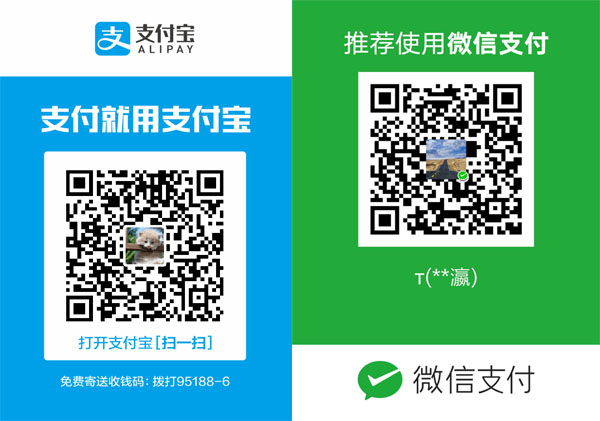 支付宝
ALIPAY
支付就用支付宝
打开支付宝[扫一扫]
免费寄送收钱码：拨打95188-6
推荐使用微信支付
т(**瀛)
微信支付